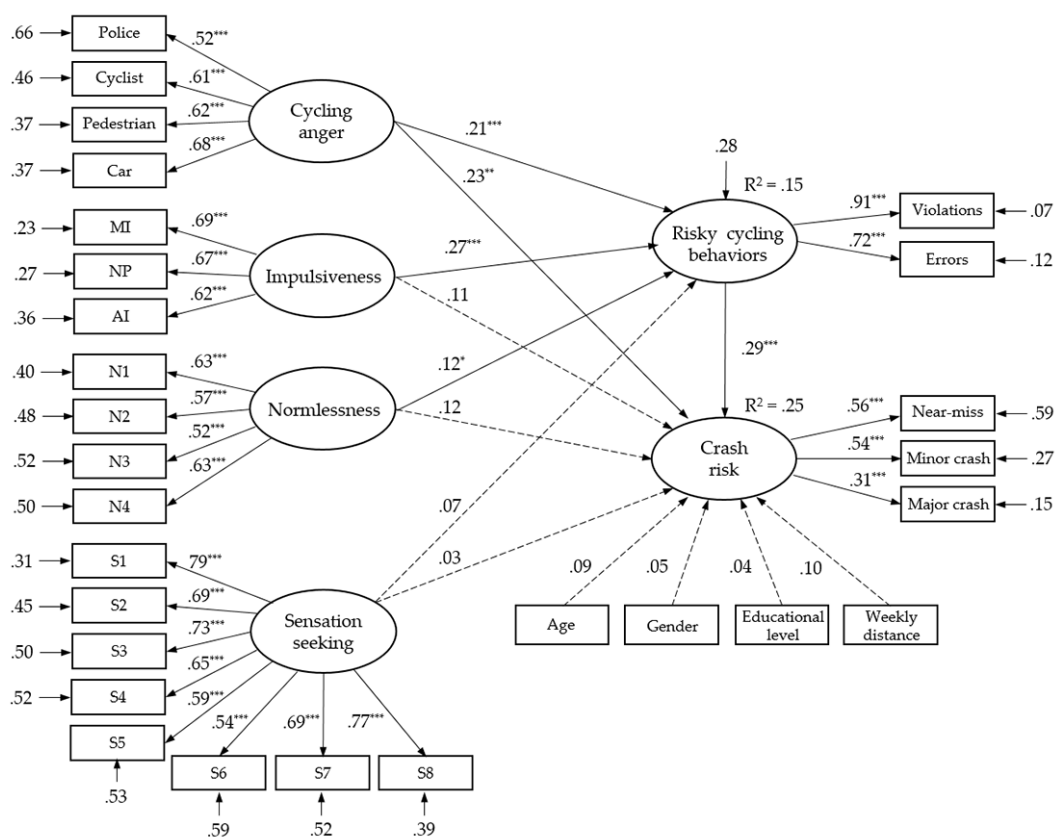 .66
Police
.52***
.46
Cyclist
.61***
.37
Pedestrian
.62***
.37
Car
.68***
Cycling
anger
.21***
.23**
.23
MI
.69***
.27
NP
.67***
.36
AI
.62***
Impulsiveness
.27***
.11
.40
N1
.63***
.48
N2
.57***
.52
N3
.52***
.50
N4
.63***
Normlessness
.12*
.12
.31
S1
.79***
.45
S2
.69***
.50
S3
.73***
.52
S4
.65***
S5
.59***
.53
Sensation
seeking
.07
.03
.54***
S6
.59
.69***
S7
.52
.77***
S8
.39
.28
R² = .15
Risky cycling
behaviors
.91***
Violations
.07
.72***
Errors
.12
.29***
R² = .25
Crash
risk
.56***
Near-miss
.59
.54***
Minor crash
.27
.31***
Major crash
.15
.09
.05
.04
.10
Age
Gender
Educational
level
Weekly
distance